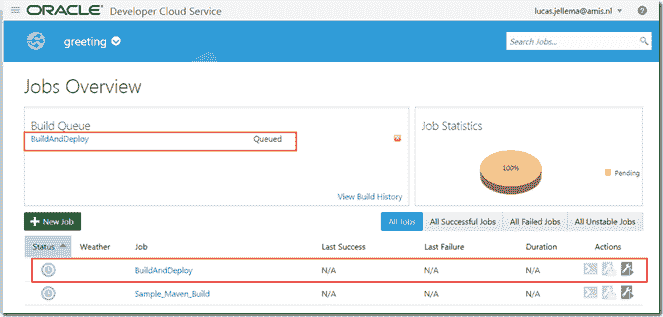 ORACLE Developer Cloud Service lucas.jellema@amis.nl
greeting Search Jobs...
Jobs Overview
Build Queue
BuildAndDeploy Queued
View Build History
Job Statistics
100%
Pending
New Job All Jobs All Successful Jobs All Failed Jobs All Unstable Jobs
Status Weather Job Last Success Last Failure Duration Actions
BuildAndDeploy N/A N/A N/A
Sample_Maven_Build N/A N/A N/A